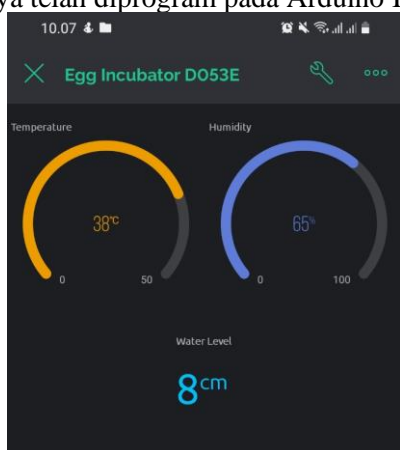 ya telah diprogram pada Arduino I
10.07
Egg Incubator D053E
Temperature
Humidity
38°C
65%
0
50
0
100
Water Level
8cm